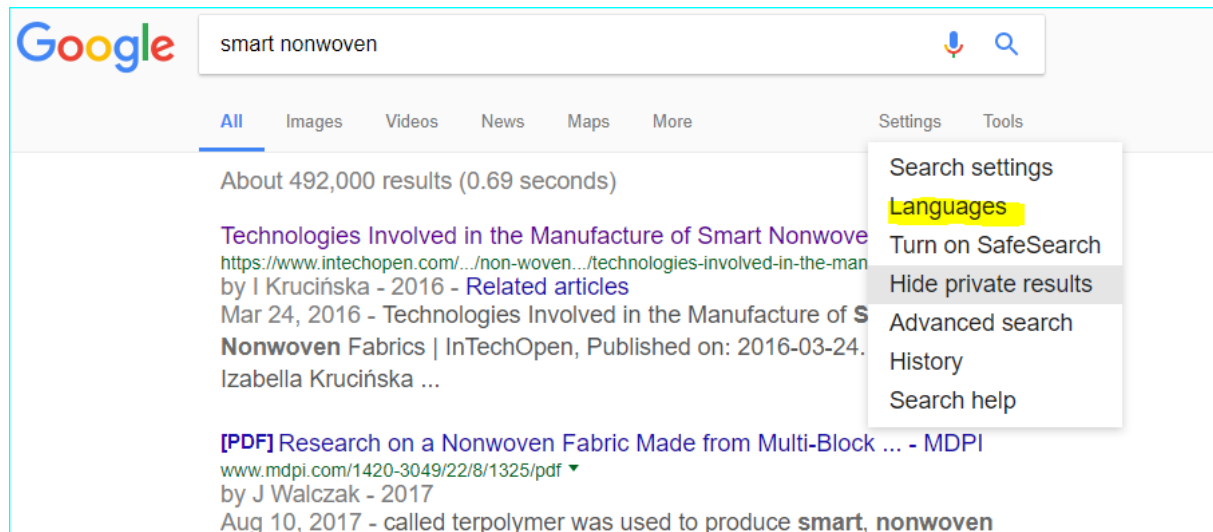 Google
smart nonwoven
All Images Videos News Maps More Settings Tools
Search settings
Languages
Turn on SafeSearch
Hide private results
Advanced search
History
Search help
About 492,000 results (0.69 seconds)
Technologies Involved in the Manufacture of Smart Nonwove
https://www.intechopen.com/.../non-woven.../technologies-involved-in-the-man
by I Krucińska - 2016 - Related articles
Mar 24, 2016 - Technologies Involved in the Manufacture of S
Nonwoven Fabrics | InTechOpen, Published on: 2016-03-24.
Izabella Krucińska ...
[PDF] Research on a Nonwoven Fabric Made from Multi-Block ... - MDPI
www.mdpi.com/1420-3049/22/8/1325/pdf
by J Walczak - 2017
Aug 10, 2017 - called terpolymer was used to produce smart, nonwoven